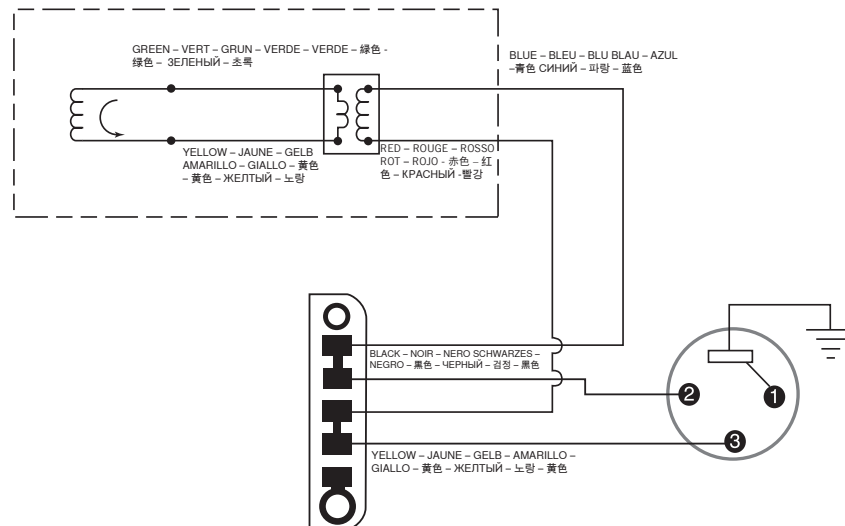 GREEN – VERT – GRUN – VERDE – VERDE – 緑色 -
绿色 – ЗЕЛЕНЫЙ – 초록
BLUE – BLEU – BLU BLAU – AZUL
–青色 СИНИЙ – 파랑 – 蓝色
YELLOW – JAUNE – GELB
AMARILLO – GIALLO – 黄色
– 黄色 – ЖЕЛТЫЙ – 노랑
RED – ROUGE – ROSSO
ROT – ROJO - 赤色 – 红
色 – КРАСНЫЙ -빨강
BLACK – NOIR – NERO SCHWARZES –
NEGRO – 黒色 – ЧЕРНЫЙ – 검정 – 黑色
2
1
3
YELLOW – JAUNE – GELB – AMARILLO –
GIALLO – 黄色 – ЖЕЛТЫЙ – 노랑 – 黄色